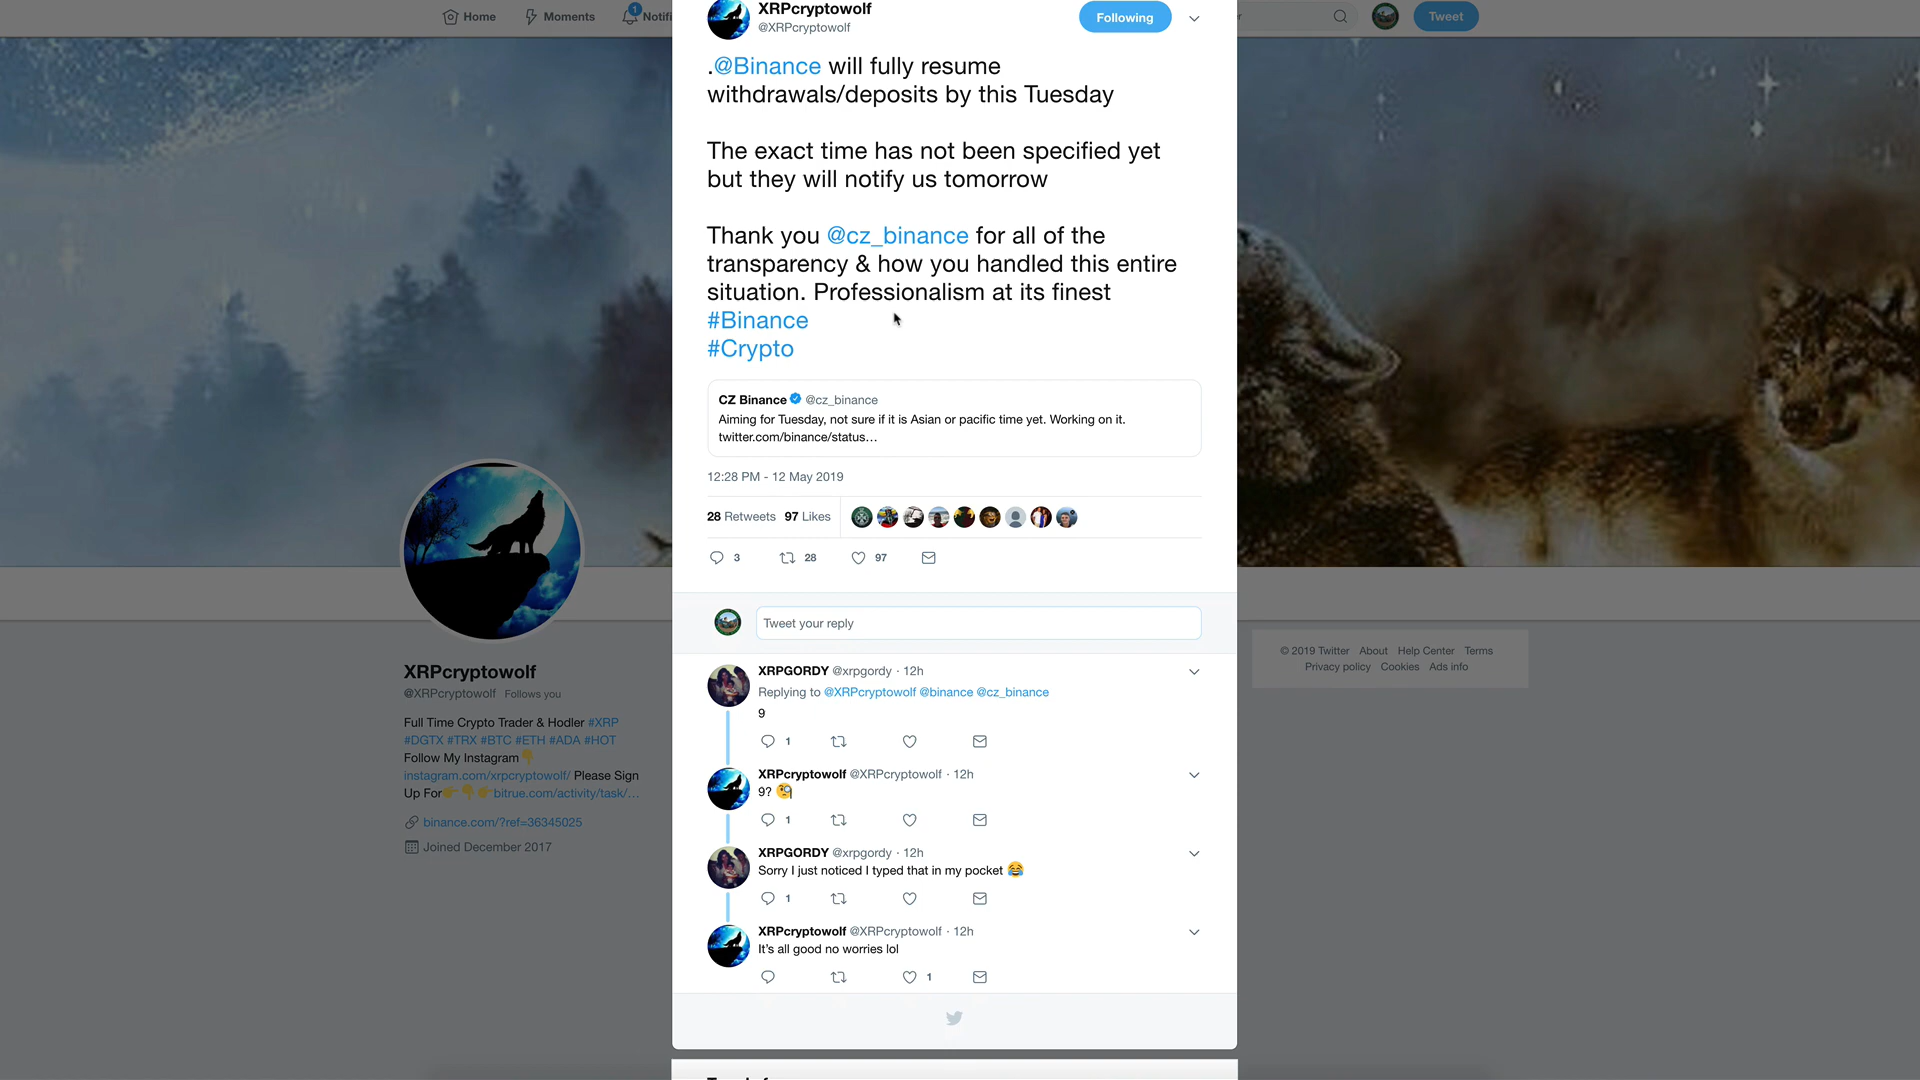 Home
Moments
1
Notifi
Tweet
XRPcryptowolf
@XRPcryptowolf
Following
.@Binance will fully resume
withdrawals/deposits by this Tuesday
The exact time has not been specified yet
but they will notify us tomorrow
Thank you @cz_binance for all of the
transparency & how you handled this entire
situation. Professionalism at its finest
#Binance
#Crypto
CZ Binance @cz_binance
Aiming for Tuesday, not sure if it is Asian or pacific time yet. Working on it.
twitter.com/binance/status…
12:28 PM - 12 May 2019
28 Retweets 97 Likes
3 28 97
Tweet your reply
XRPGORDY @xrpgordy · 12h
Replying to @XRPcryptowolf @binance @cz_binance
9
1
XRPcryptowolf @XRPcryptowolf · 12h
9? 🧐
1
XRPGORDY @xrpgordy · 12h
Sorry I just noticed I typed that in my pocket 😂
1
XRPcryptowolf @XRPcryptowolf · 12h
It's all good no worries lol
1
XRPcryptowolf
@XRPcryptowolf Follows you
Full Time Crypto Trader & Hodler #XRP
#DGTX #TRX #BTC #ETH #ADA #HOT
Follow My Instagram👇
instagram.com/xrpcryptowolf/ Please Sign
Up For👉👇👉bitrue.com/activity/task/…
binance.com/?ref=36345025
Joined December 2017
© 2019 Twitter About Help Center Terms
Privacy policy Cookies Ads info